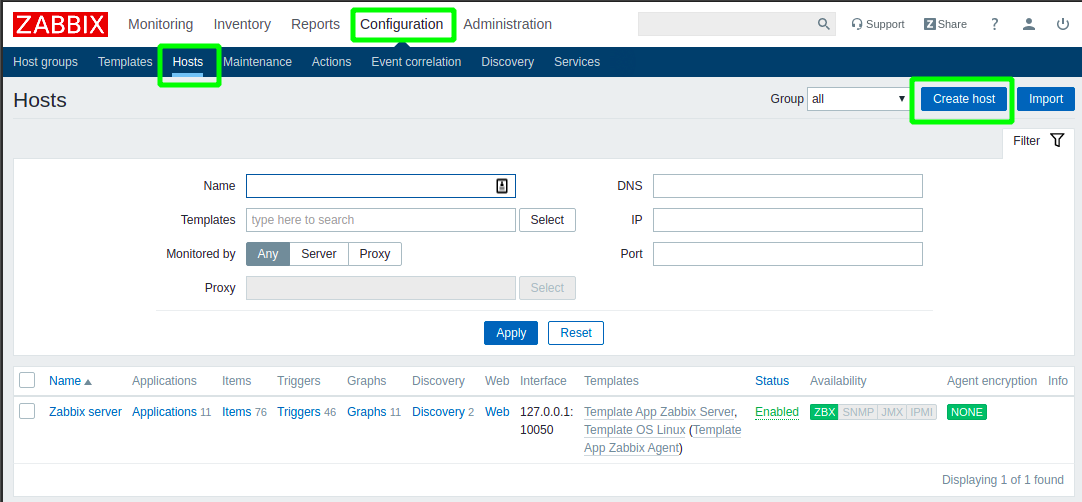 ZABBIX Monitoring Inventory Reports Configuration Administration Support Z Share ?
Host groups Templates Hosts Maintenance Actions Event correlation Discovery Services
Hosts Group all Create host Import
Filter
Name DNS
Templates type here to search Select IP
Monitored by Any Server Proxy Port
Proxy Select
Apply Reset
Name Applications Items Triggers Graphs Discovery Web Interface Templates Status Availability Agent encryption Info
Zabbix server Applications 11 Items 76 Triggers 46 Graphs 11 Discovery 2 Web 127.0.0.1: Template App Zabbix Server, Enabled ZBX SNMP JMX IPMI NONE
10050 Template OS Linux (Template
App Zabbix Agent)
Displaying 1 of 1 found